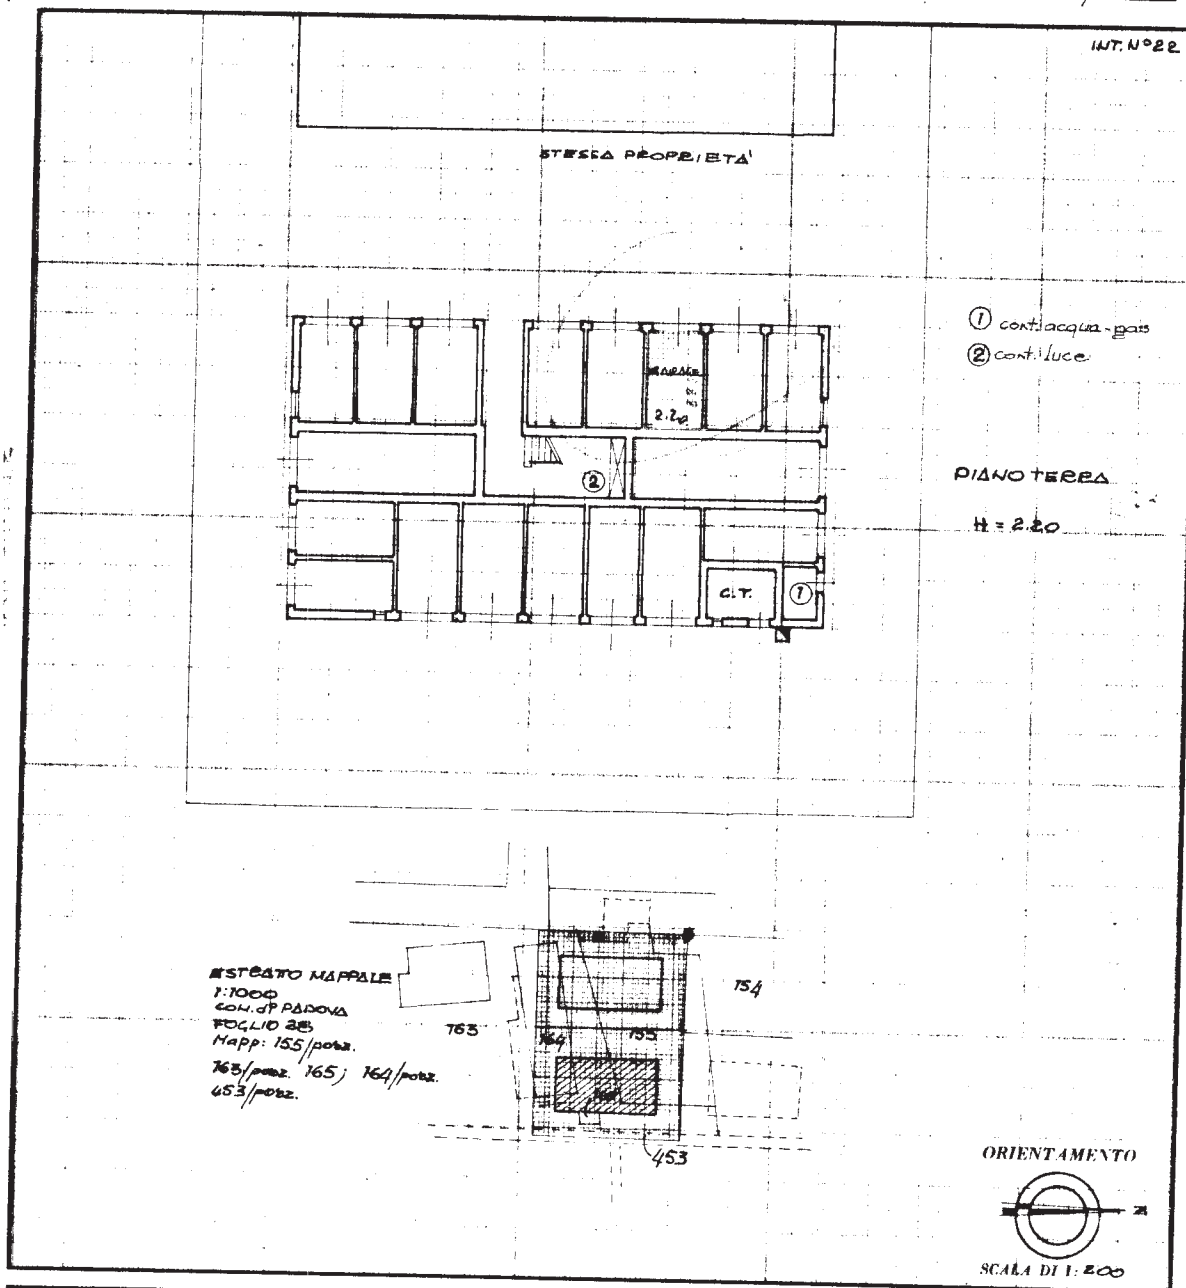 INT. N° 22
STESSA PROPRIETA'
① cont. acqua-gas
② cont. luce
GARAGE
2.20
②
PIANO TERRA
H = 2.20
C.T.
①
ESTRATTO MAPPALE
1:1000
COM. DI PADOVA
FOGLIO 28
Mapp: 155/porz.
163/porz. 165; 164/porz.
453/porz.
163
164
155
154
453
ORIENTAMENTO
N
SCALA DI 1: 200